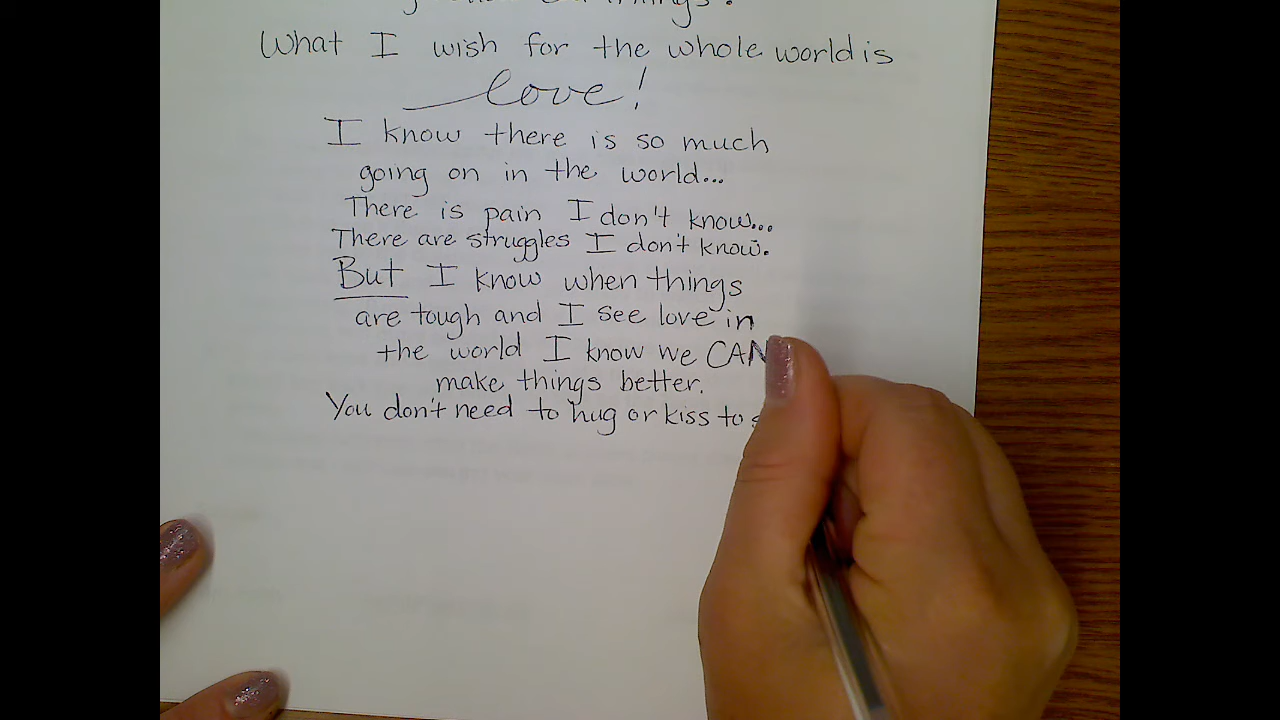 things!
What I wish for the whole world is
love!
I know there is so much
going on in the world...
There is pain I don't know...
There are struggles I don't know.
But I know when things
are tough and I see love in
the world I know we CAN
make things better.
You don't need to hug or kiss to